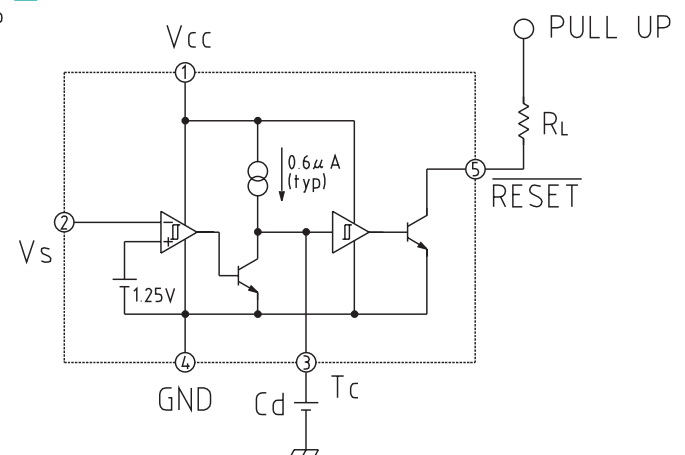 PULL UP
Vcc
1
RL
0.6μA
(typ)
5
RESET
2
Vs
1.25V
4
3
GND
Cd
Tc